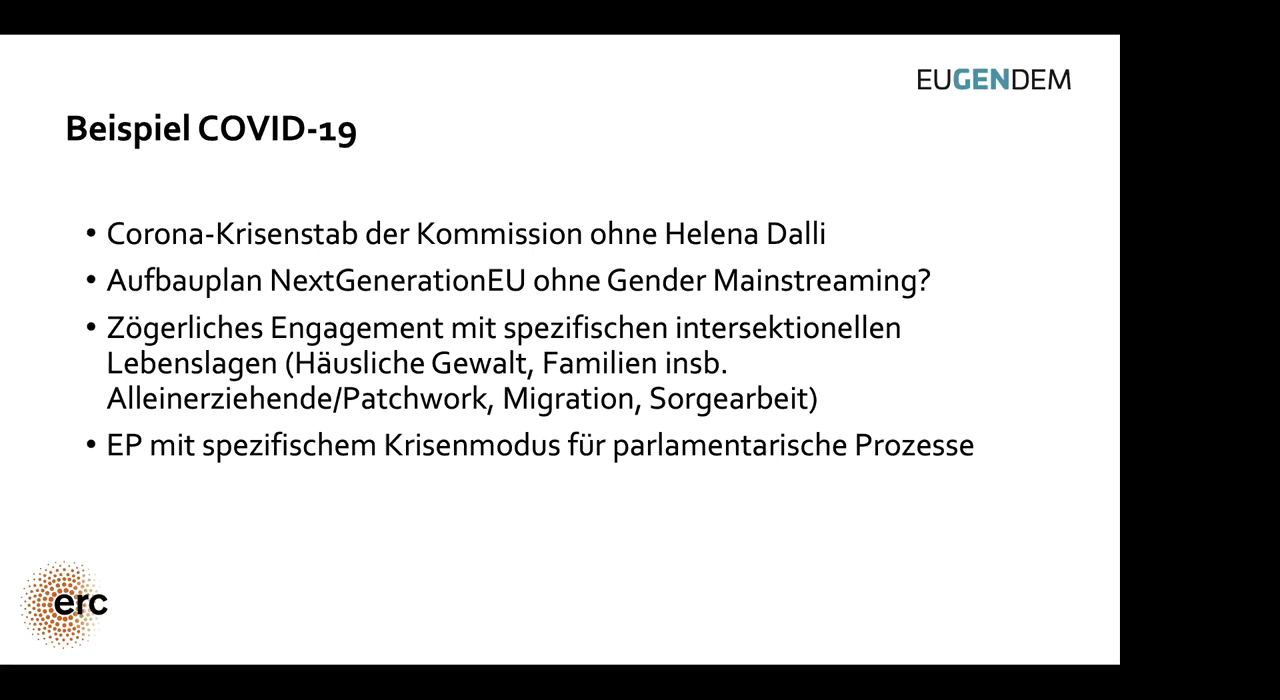 EUGENDEM
Beispiel COVID-19
• Corona-Krisenstab der Kommission ohne Helena Dalli
• Aufbauplan NextGenerationEU ohne Gender Mainstreaming?
• Zögerliches Engagement mit spezifischen intersektionellen
Lebenslagen (Häusliche Gewalt, Familien insb.
Alleinerziehende/Patchwork, Migration, Sorgearbeit)
• EP mit spezifischem Krisenmodus für parlamentarische Prozesse
erc